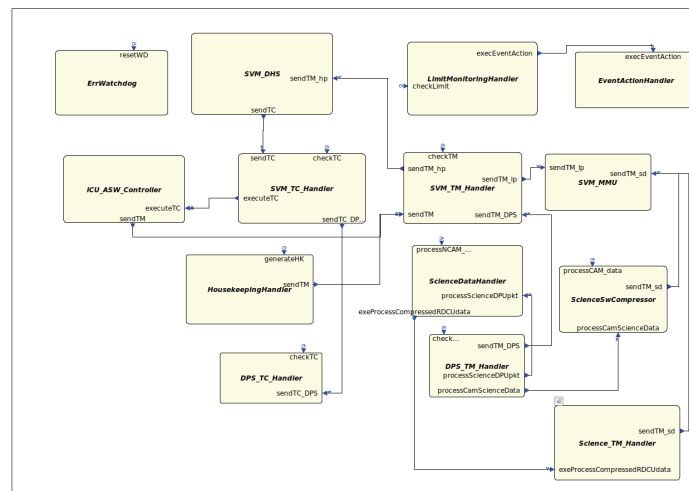 execEventAction
resetWD
SVM_DHS
execEventAction
ErrWatchdog
sendTM_hp
LimitMonitoringHandler
checkLimit
EventActionHandler
sendTC
sendTC
checkTC
checkTM
sendTM_hp
sendTM_lp
sendTM_lp
sendTM_sd
ICU_ASW_Controller
SVM_TC_Handler
SVM_TM_Handler
SVM_MMU
executeTC
executeTC
sendTM
sendTC_DP...
sendTM
sendTM_DPS
generateHK
HousekeepingHandler
sendTM
processNCAM_...
ScienceDataHandler
processScienceDPUpkt
exeProcessCompressedRDCUdata
processCAM_data
sendTM_sd
ScienceSwCompressor
processCamScienceData
check...
sendTM_DPS
DPS_TM_Handler
processScienceDPUpkt
processCamScienceData
checkTC
DPS_TC_Handler
sendTC_DPS
sendTM_sd
Science_TM_Handler
exeProcessCompressedRDCUdata